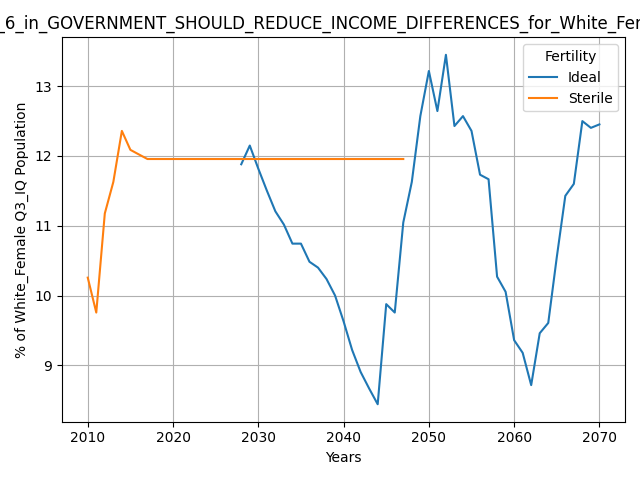 _6_in_GOVERNMENT_SHOULD_REDUCE_INCOME_DIFFERENCES_for_White_Fer
Fertility
Ideal
Sterile
% of White_Female Q3_IQ Population
13
12
11
10
9
2010 2020 2030 2040 2050 2060 2070
Years